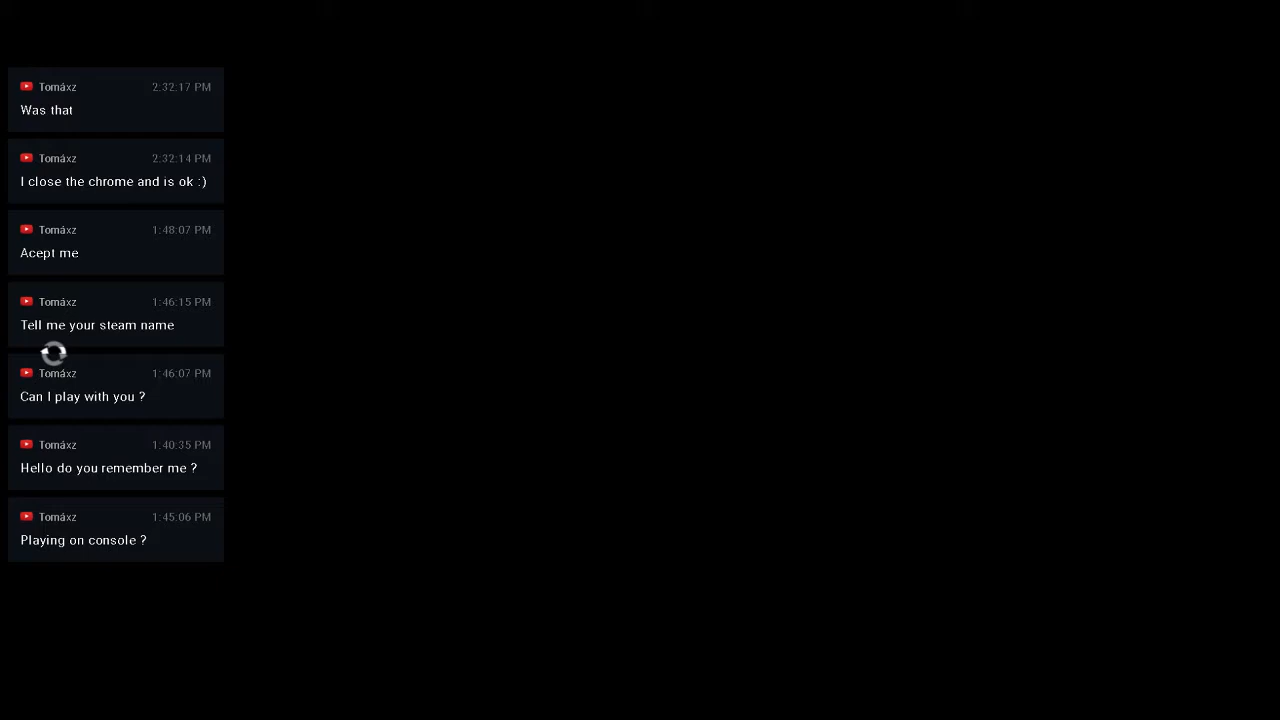 Tomáxz 2:32:17 PM
Was that
Tomáxz 2:32:14 PM
I close the chrome and is ok :)
Tomáxz 1:48:07 PM
Acept me
Tomáxz 1:46:15 PM
Tell me your steam name
Tomáxz 1:46:07 PM
Can I play with you ?
Tomáxz 1:40:35 PM
Hello do you remember me ?
Tomáxz 1:45:06 PM
Playing on console ?